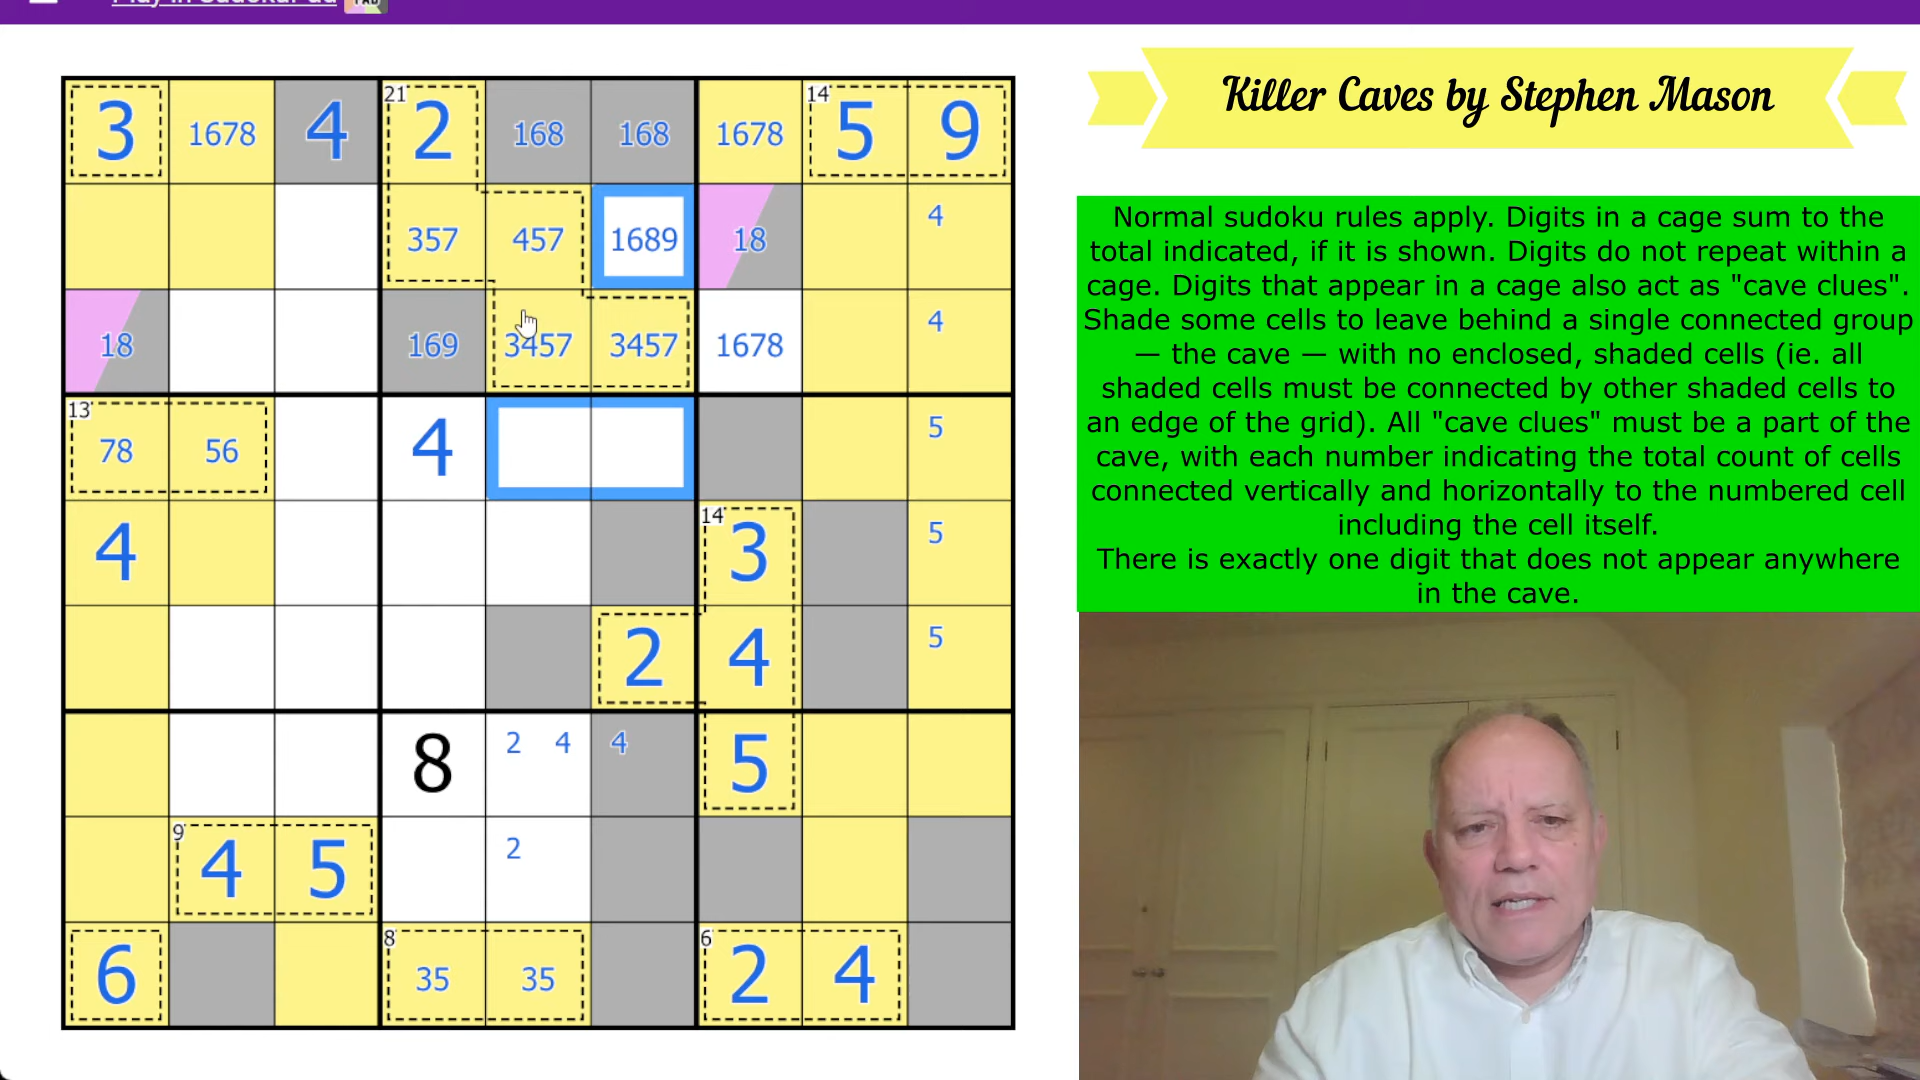 Killer Caves by Stephen Mason
Normal sudoku rules apply. Digits in a cage sum to the
total indicated, if it is shown. Digits do not repeat within a
cage. Digits that appear in a cage also act as "cave clues".
Shade some cells to leave behind a single connected group
— the cave — with no enclosed, shaded cells (ie. all
shaded cells must be connected by other shaded cells to
an edge of the grid). All "cave clues" must be a part of the
cave, with each number indicating the total count of cells
connected vertically and horizontally to the numbered cell
including the cell itself.
There is exactly one digit that does not appear anywhere
in the cave.
21 14
3 1678 4 2 168 168 1678 5 9
357 457 1689 18 4
18 169 3457 3457 1678 4
13
78 56 4 5
14
4 3 5
2 4 5
8 2 4 4 5
9
4 5 2
8 6
6 35 35 2 4